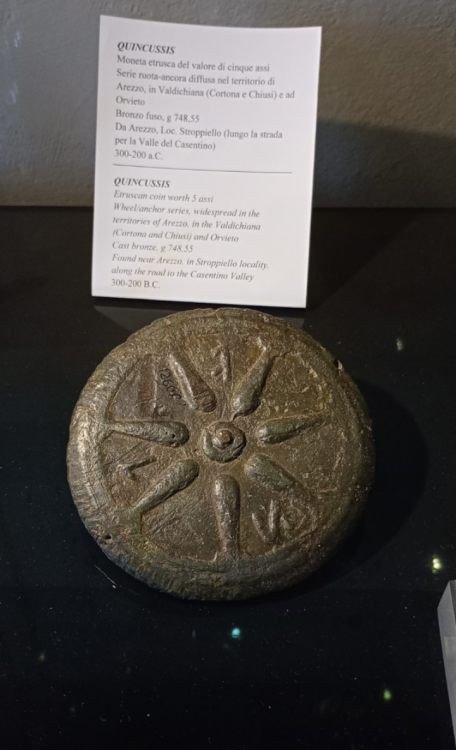 QUINCUSSIS
Moneta etrusca del valore di cinque assi
Serie ruota-ancora diffusa nel territorio di
Arezzo, in Valdichiana (Cortona e Chiusi) e ad
Orvieto
Bronzo fuso, g 748,55
Da Arezzo, Loc. Stroppiello (lungo la strada
per la Valle del Casentino)
300-200 a.C.
QUINCUSSIS
Etruscan coin worth 5 assi
Wheel/anchor series, widespread in the
territories of Arezzo, in the Valdichiana
(Cortona and Chiusi) and Orvieto
Cast bronze, g 748,55
Found near Arezzo, in Stroppiello locality,
along the road to the Casentino Valley
300-200 B.C.